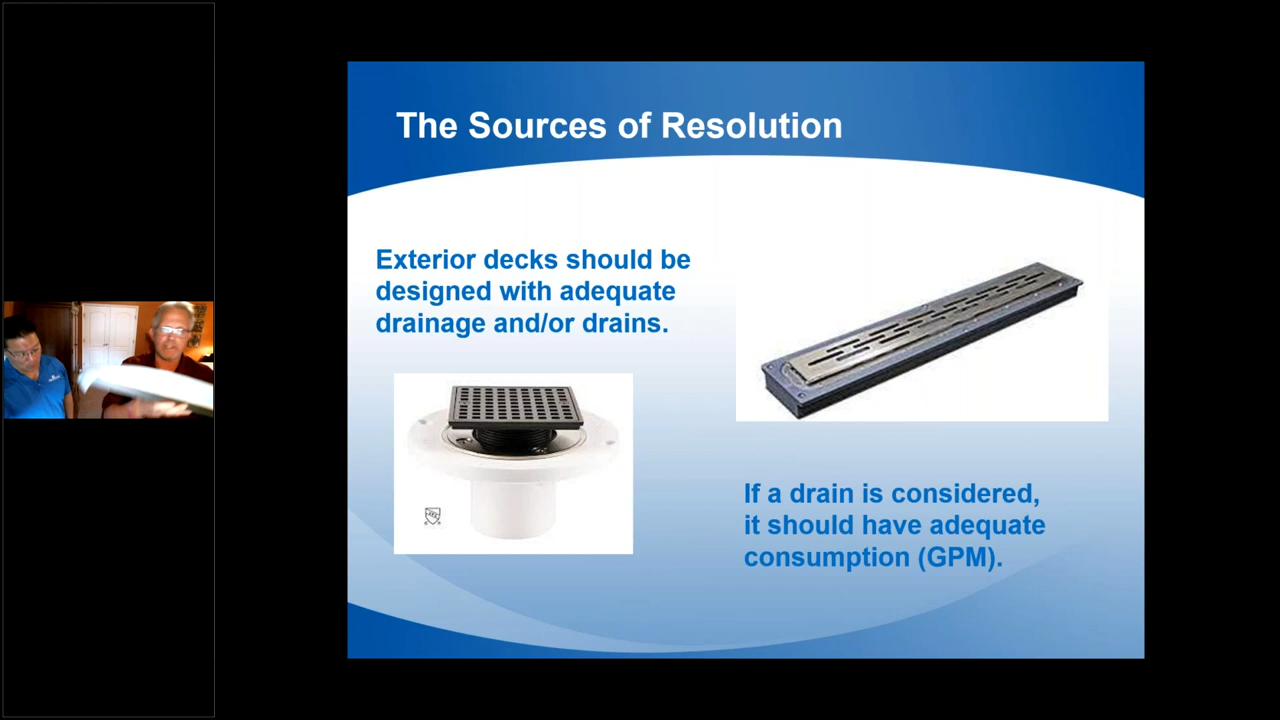 The Sources of Resolution
Exterior decks should be
designed with adequate
drainage and/or drains.
If a drain is considered,
it should have adequate
consumption (GPM).